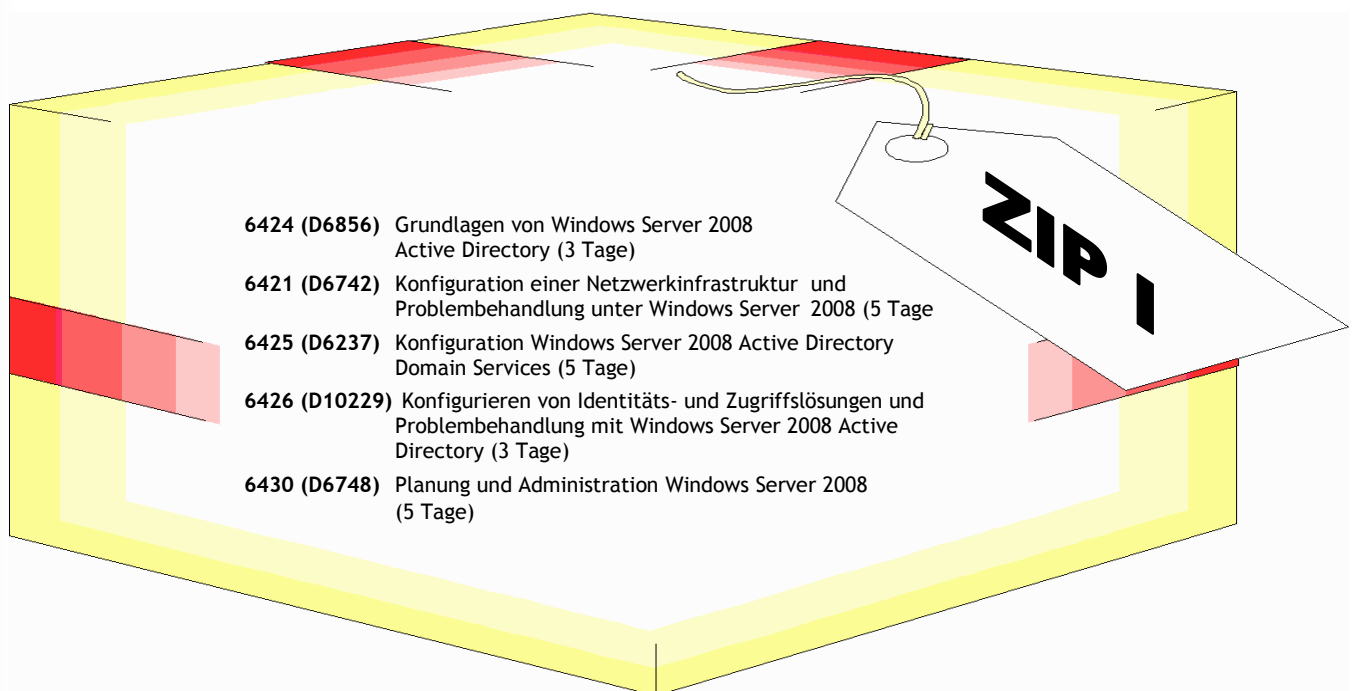 ZIP I
6424 (D6856) Grundlagen von Windows Server 2008
Active Directory (3 Tage)
6421 (D6742) Konfiguration einer Netzwerkinfrastruktur und
Problembehandlung unter Windows Server 2008 (5 Tage
6425 (D6237) Konfiguration Windows Server 2008 Active Directory
Domain Services (5 Tage)
6426 (D10229) Konfigurieren von Identitäts- und Zugriffslösungen und
Problembehandlung mit Windows Server 2008 Active
Directory (3 Tage)
6430 (D6748) Planung und Administration Windows Server 2008
(5 Tage)